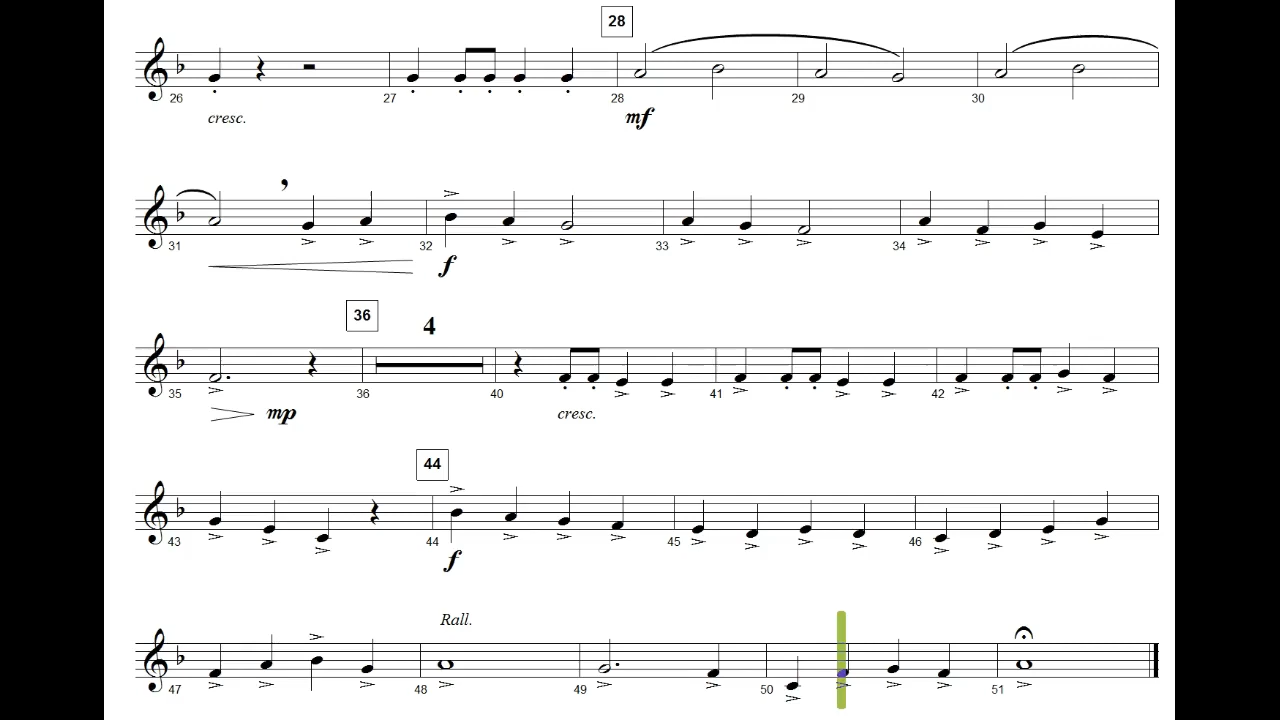 28
26 27 28 29 30
cresc. mf
,
31 32 33 34
f
36 4
35 36 40 41 42
mp cresc.
44
43 44 45 46
f
Rall.
47 48 49 50 51